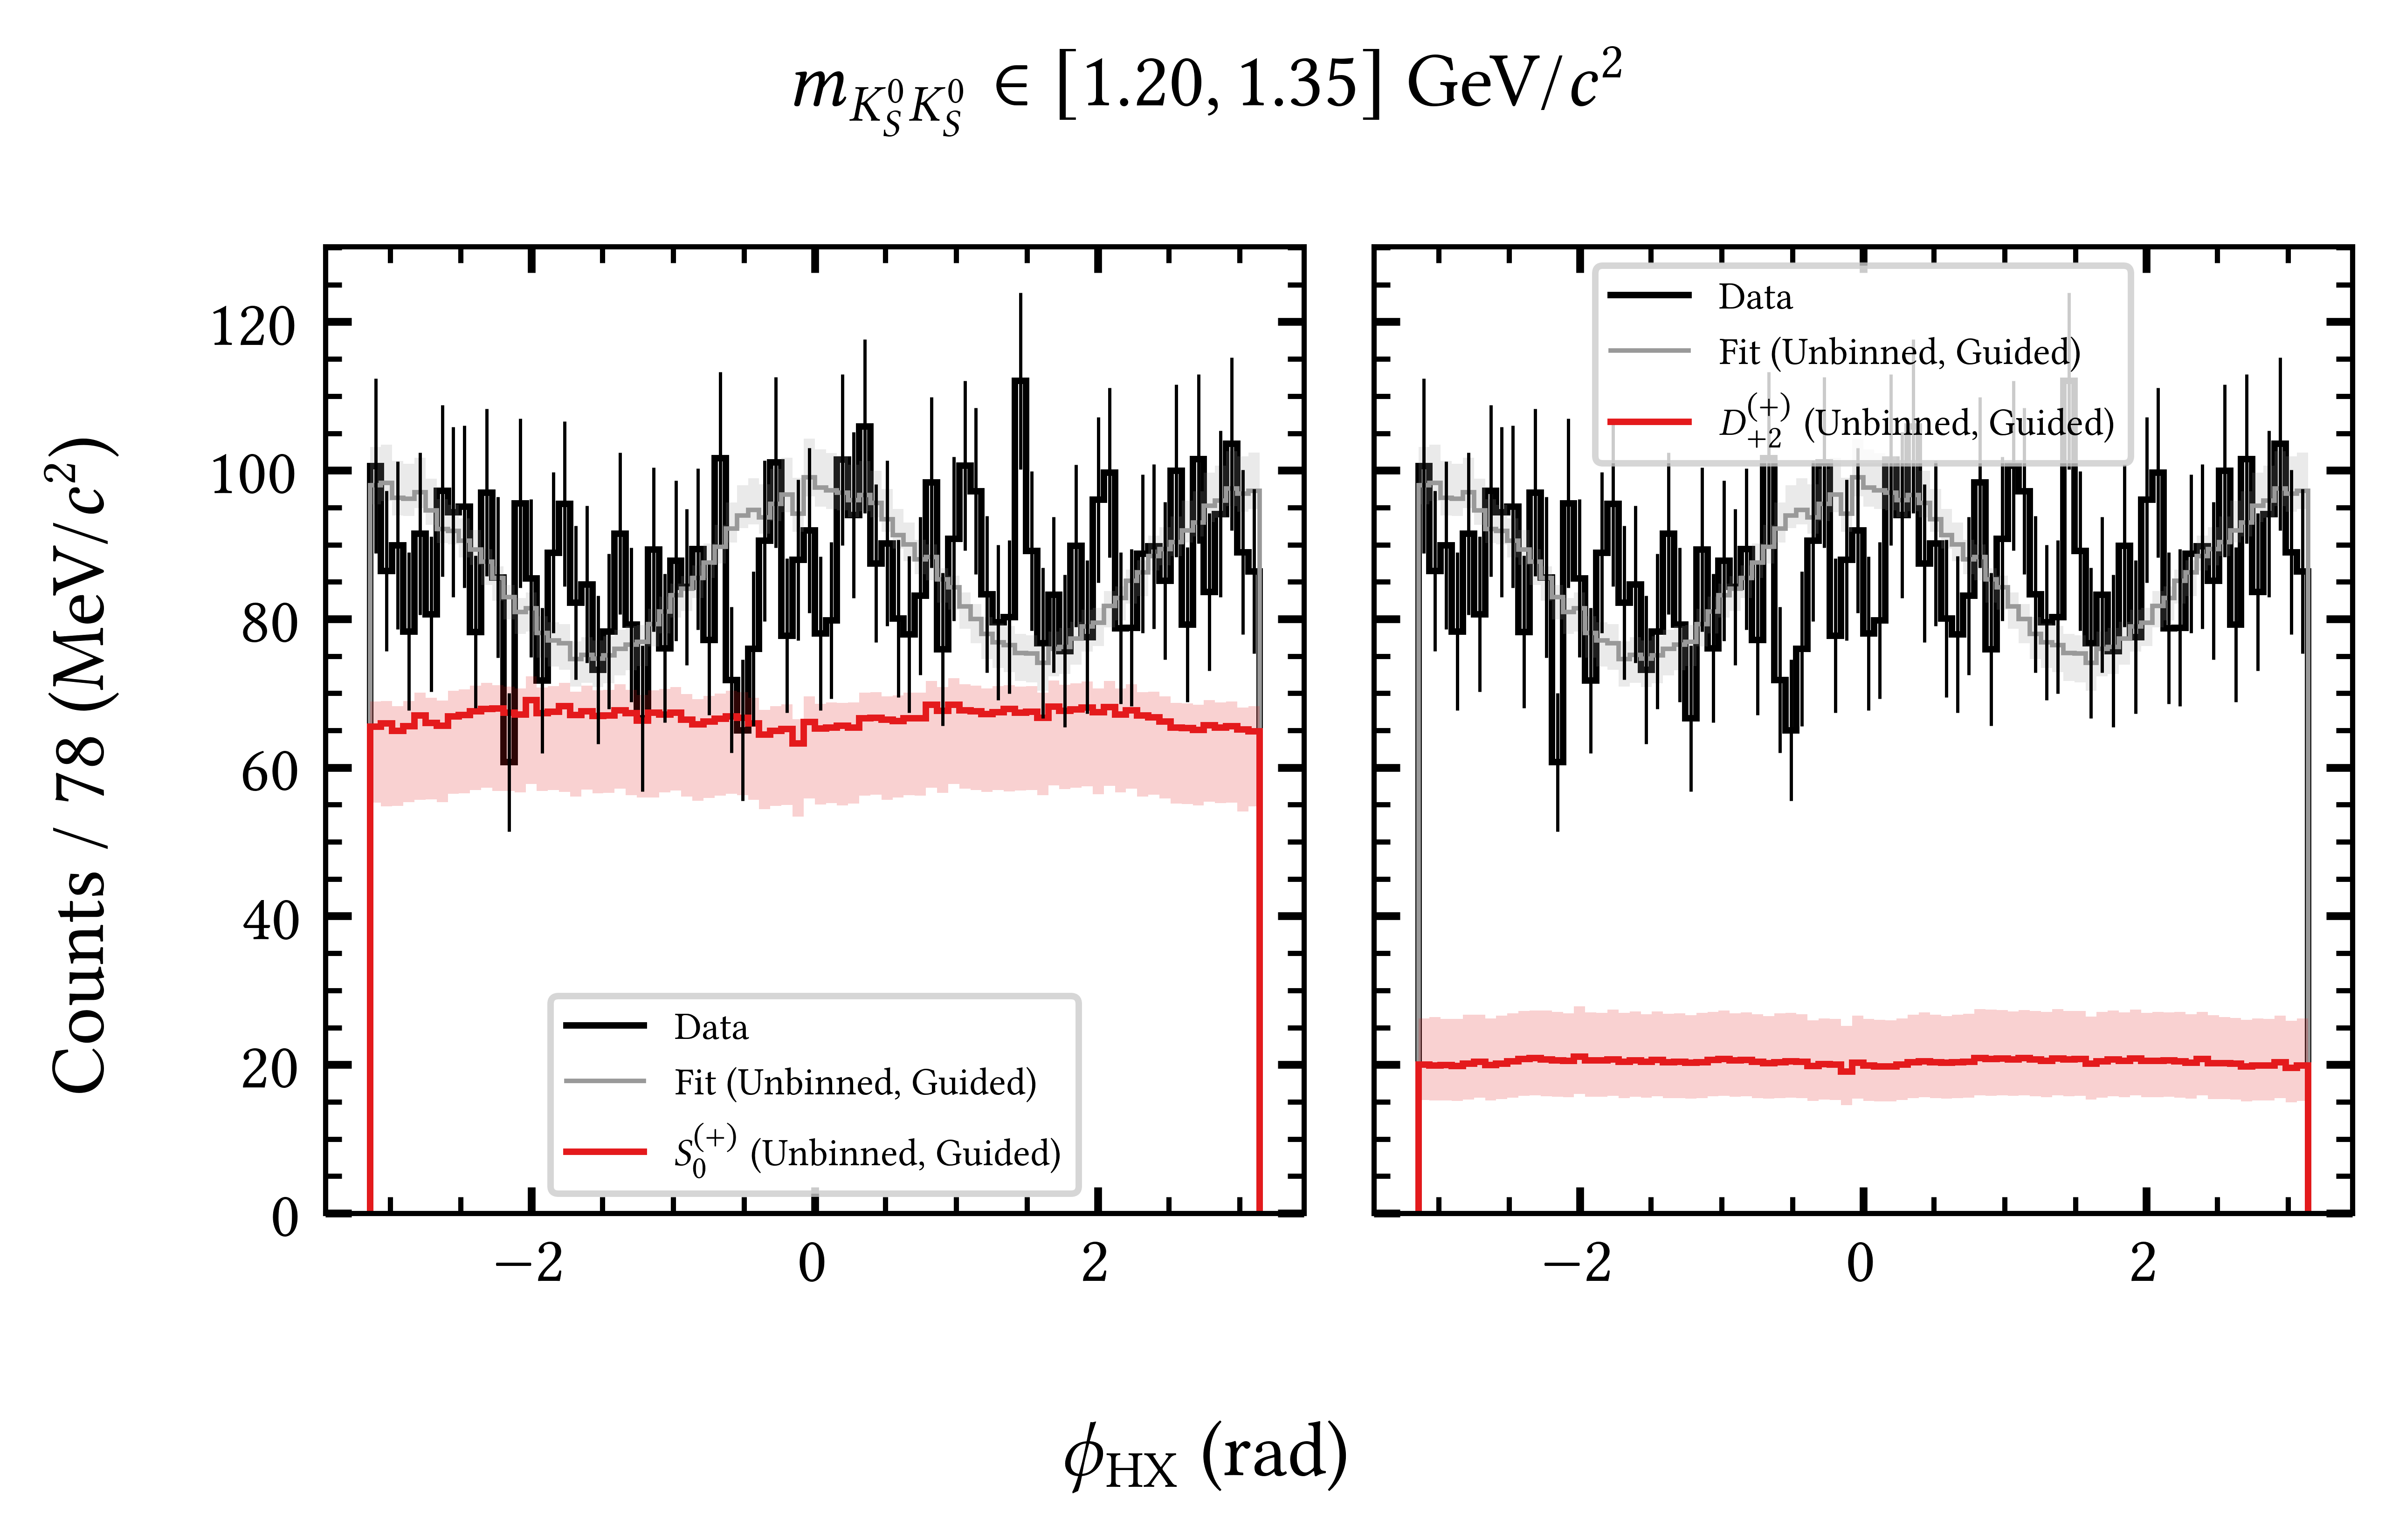 m_{K_S^0 K_S^0} ∈ [1.20, 1.35] GeV/c²
Counts / 78 (MeV/c²)
120
100
80
60
40
20
0
Data
Fit (Unbinned, Guided)
S_0^{(+)} (Unbinned, Guided)
−2
0
2
Data
Fit (Unbinned, Guided)
D_{+2}^{(+)} (Unbinned, Guided)
−2
0
2
ϕ_{HX} (rad)